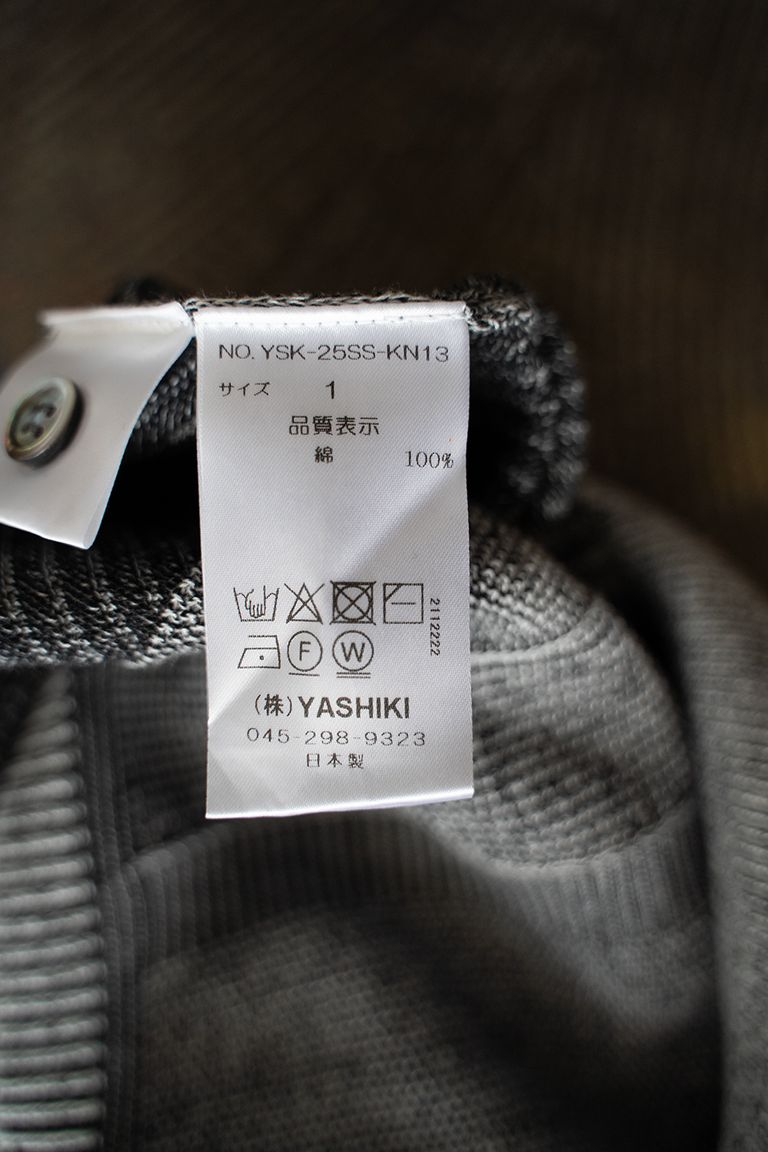 NO. YSK-25SS-KN13
サイズ 1
品質表示
綿 100%
2112222
F W
(株)YASHIKI
045-298-9323
日本製